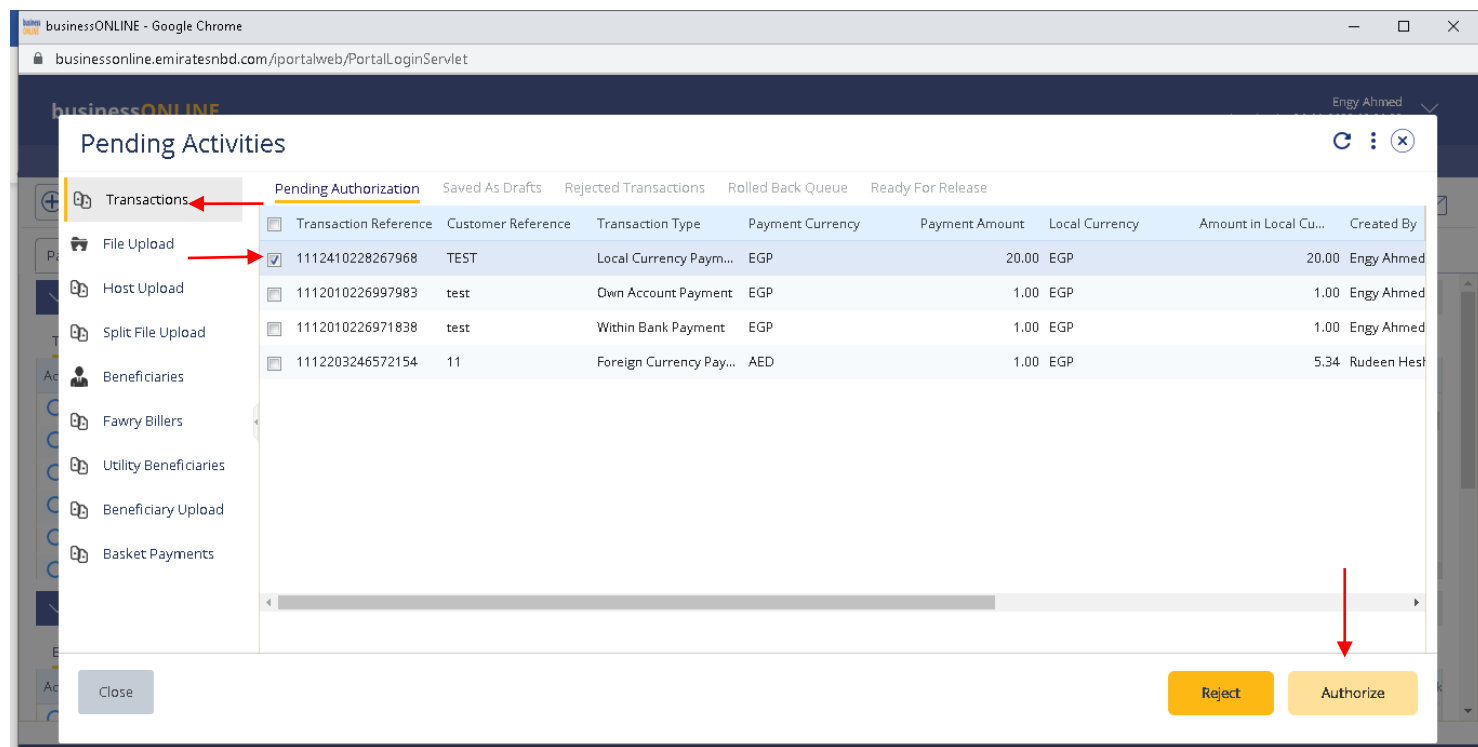 businessONLINE - Google Chrome
businessonline.emiratesnbd.com/iportalweb/PortalLoginServlet
businessONLINE
Engy Ahmed
Pending Activities
Transactions
File Upload
Host Upload
Split File Upload
Beneficiaries
Fawry Billers
Utility Beneficiaries
Beneficiary Upload
Basket Payments
Pending Authorization Saved As Drafts Rejected Transactions Rolled Back Queue Ready For Release
Transaction Reference Customer Reference Transaction Type Payment Currency Payment Amount Local Currency Amount in Local Cu... Created By
1112410228267968 TEST Local Currency Paym... EGP 20.00 EGP 20.00 Engy Ahmed
1112010226997983 test Own Account Payment EGP 1.00 EGP 1.00 Engy Ahmed
1112010226971838 test Within Bank Payment EGP 1.00 EGP 1.00 Engy Ahmed
1112203246572154 11 Foreign Currency Pay... AED 1.00 EGP 5.34 Rudeen Hesh
Close
Reject
Authorize